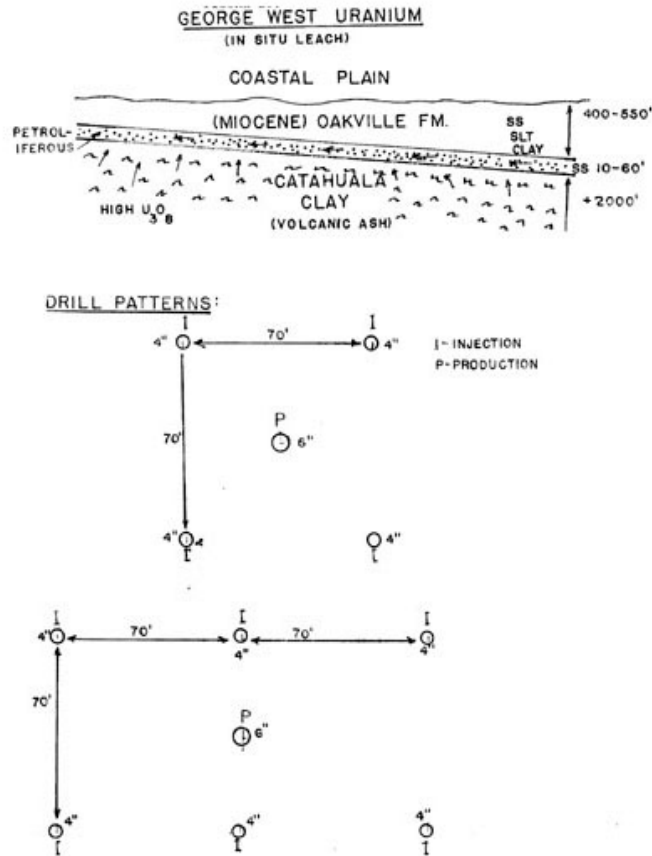 GEORGE WEST URANIUM
(IN SITU LEACH)
COASTAL PLAIN
(MIOCENE) OAKVILLE FM.
SS
SLT
CLAY
400-550'
PETROL-
IFEROUS
SS 10-60'
CATAHUALA
CLAY
(VOLCANIC ASH)
HIGH U3O8
+2000'
DRILL PATTERNS:
I
I
4"
70'
4"
I-INJECTION
P-PRODUCTION
70'
P
6"
4"
4"
I
I
I
I
I
4"
70'
4"
70'
4"
70'
P
6"
4"
4"
4"
I
I
I